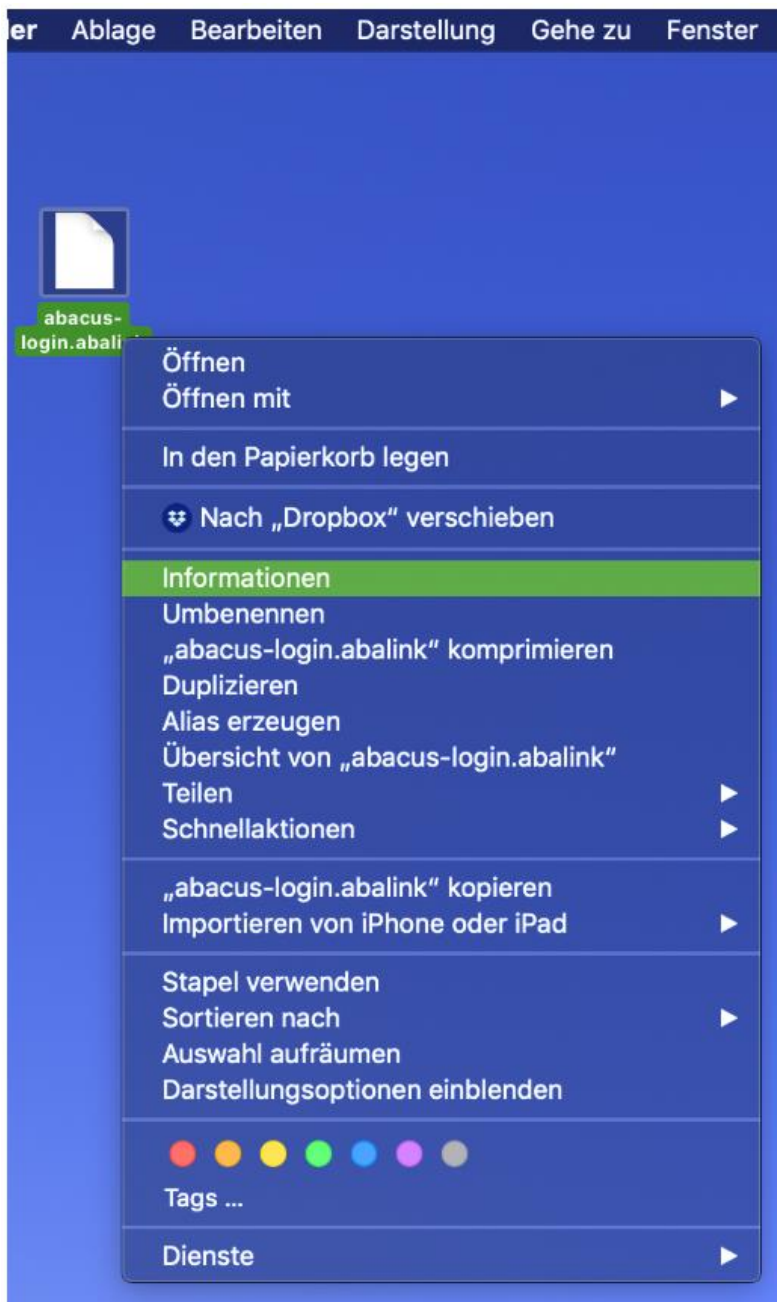 er Ablage Bearbeiten Darstellung Gehe zu Fenster
abacus-
login.abali
Öffnen
Öffnen mit
In den Papierkorb legen
Nach „Dropbox“ verschieben
Informationen
Umbenennen
„abacus-login.abalink“ komprimieren
Duplizieren
Alias erzeugen
Übersicht von „abacus-login.abalink“
Teilen
Schnellaktionen
„abacus-login.abalink“ kopieren
Importieren von iPhone oder iPad
Stapel verwenden
Sortieren nach
Auswahl aufräumen
Darstellungsoptionen einblenden
Tags ...
Dienste